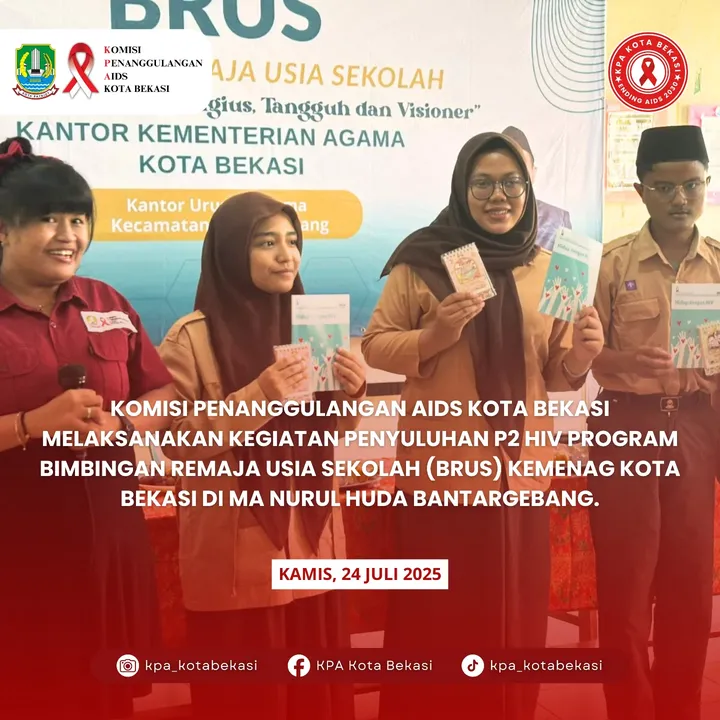 BRUS
KOMISI
PENANGGULANGAN
AIDS
KOTA BEKASI
AJA USIA SEKOLAH
gius, Tangguh dan Visioner"
KANTOR KEMENTERIAN AGAMA
KOTA BEKASI
Kantor Uru ma
Kecamatan ang
KPA KOTA BEKASI
ENDING AIDS 2030
KOMISI PENANGGULANGAN AIDS KOTA BEKASI
MELAKSANAKAN KEGIATAN PENYULUHAN P2 HIV PROGRAM
BIMBINGAN REMAJA USIA SEKOLAH (BRUS) KEMENAG KOTA
BEKASI DI MA NURUL HUDA BANTARGEBANG.
KAMIS, 24 JULI 2025
kpa_kotabekasi
KPA Kota Bekasi
kpa_kotabekasi